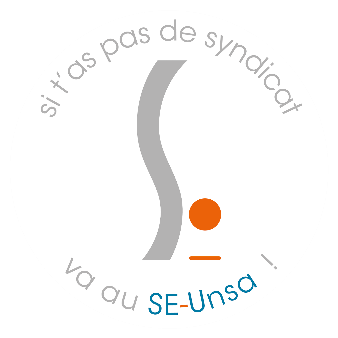 si t'as pas de syndicat
va au SE-Unsa !